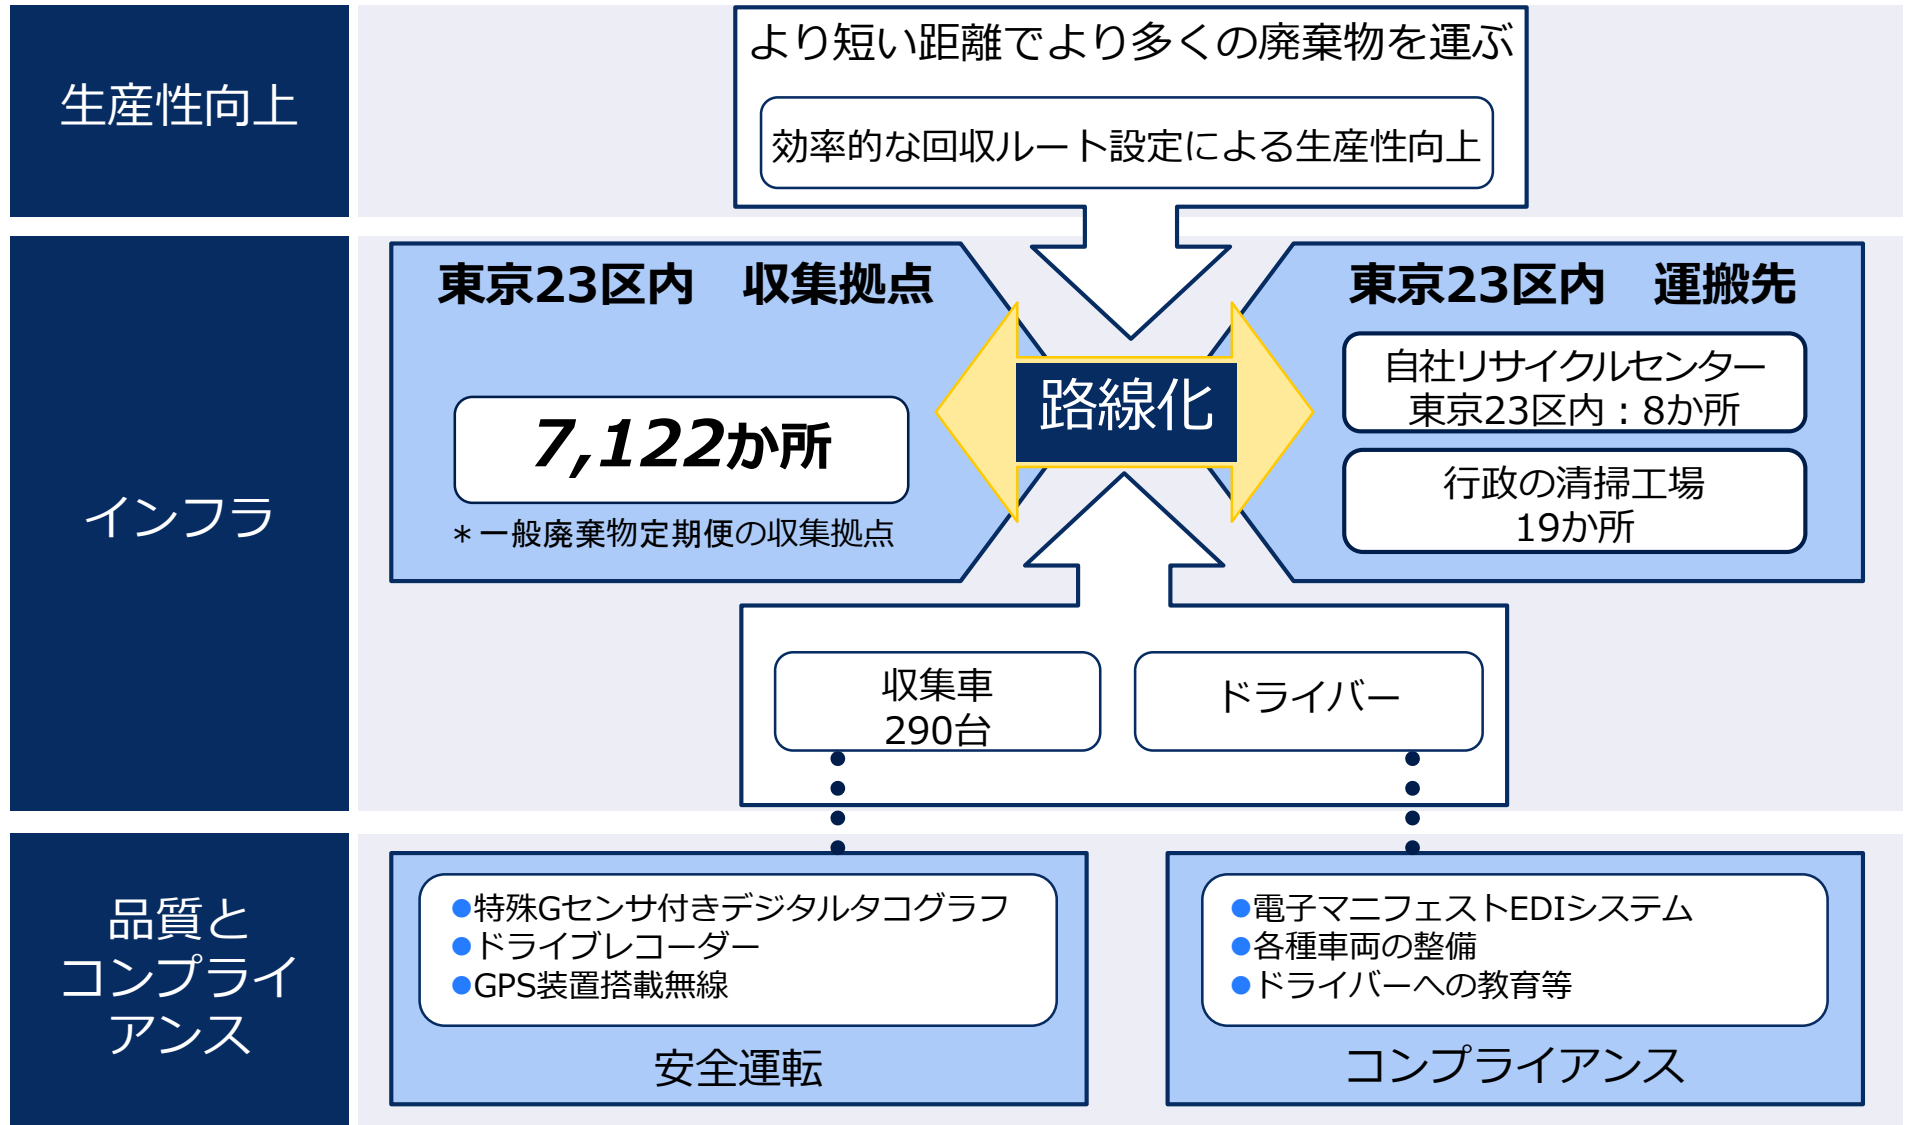 生産性向上
より短い距離でより多くの廃棄物を運ぶ
効率的な回収ルート設定による生産性向上
インフラ
東京23区内　収集拠点
7,122か所
＊一般廃棄物定期便の収集拠点
路線化
東京23区内　運搬先
自社リサイクルセンター
東京23区内：8か所
行政の清掃工場
19か所
収集車
290台
ドライバー
品質と
コンプライ
アンス
●特殊Gセンサ付きデジタルタコグラフ
●ドライブレコーダー
●GPS装置搭載無線
安全運転
●電子マニフェストEDIシステム
●各種車両の整備
●ドライバーへの教育等
コンプライアンス